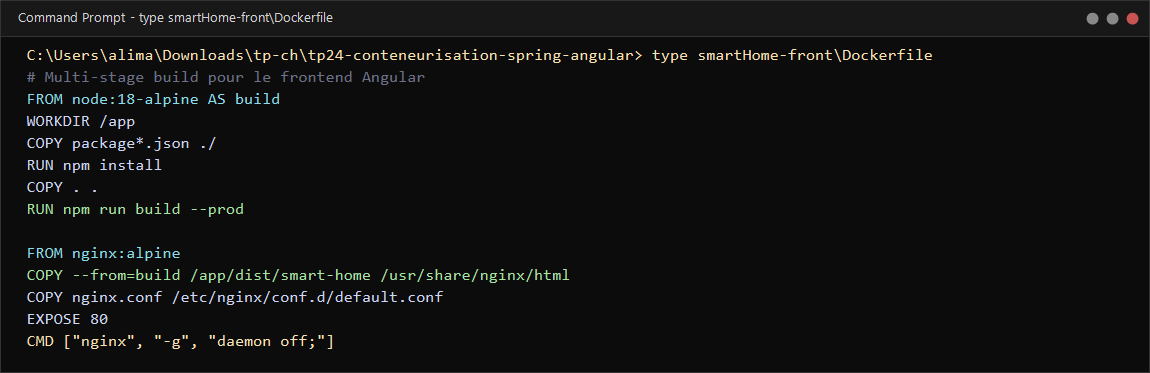 Command Prompt - type smartHome-front\Dockerfile
C:\Users\alima\Downloads\tp-ch\tp24-conteneurisation-spring-angular> type smartHome-front\Dockerfile
# Multi-stage build pour le frontend Angular
FROM node:18-alpine AS build
WORKDIR /app
COPY package*.json ./
RUN npm install
COPY . .
RUN npm run build --prod
FROM nginx:alpine
COPY --from=build /app/dist/smart-home /usr/share/nginx/html
COPY nginx.conf /etc/nginx/conf.d/default.conf
EXPOSE 80
CMD ["nginx", "-g", "daemon off;"]